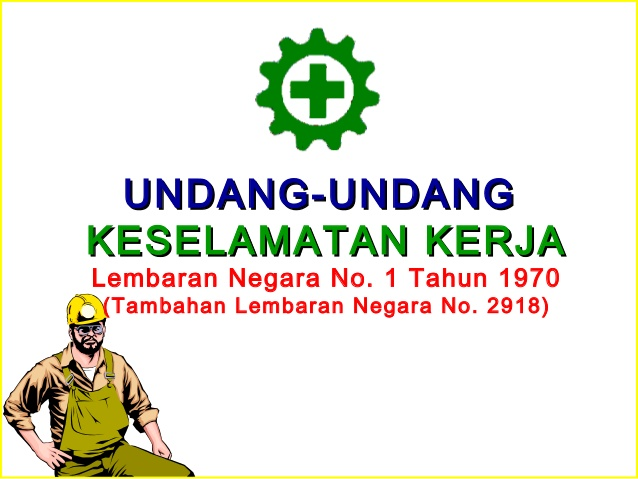 UNDANG-UNDANG
KESELAMATAN KERJA
Lembaran Negara No. 1 Tahun 1970
(Tambahan Lembaran Negara No. 2918)